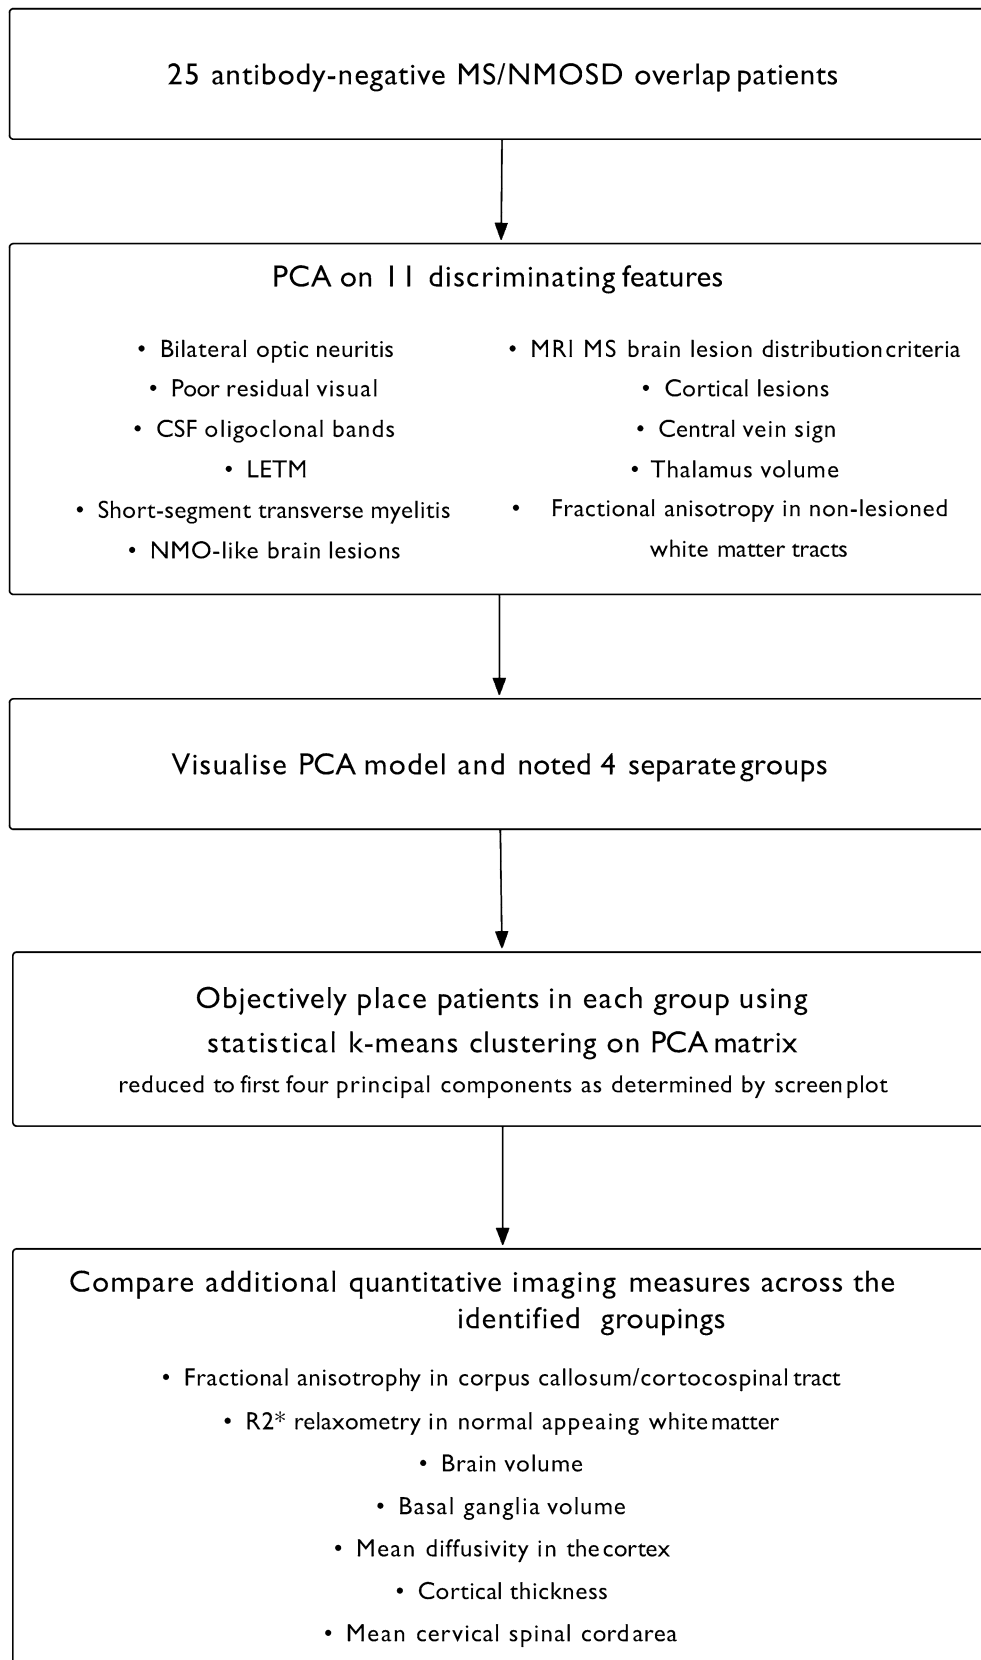 25 antibody-negative MS/NMOSD overlap patients
PCA on 11 discriminating features
• Bilateral optic neuritis
• Poor residual visual
• CSF oligoclonal bands
• LETM
• Short-segment transverse myelitis
• NMO-like brain lesions
• MRI MS brain lesion distribution criteria
• Cortical lesions
• Central vein sign
• Thalamus volume
• Fractional anisotropy in non-lesioned
white matter tracts
Visualise PCA model and noted 4 separate groups
Objectively place patients in each group using
statistical k-means clustering on PCA matrix
reduced to first four principal components as determined by screen plot
Compare additional quantitative imaging measures across the
identified groupings
• Fractional anisotropy in corpus callosum/cortocospinal tract
• R2* relaxometry in normal appeaing white matter
• Brain volume
• Basal ganglia volume
• Mean diffusivity in the cortex
• Cortical thickness
• Mean cervical spinal cord area